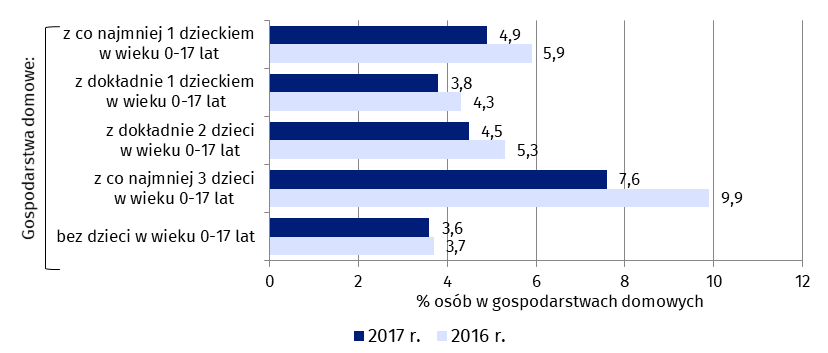 Gospodarstwa domowe:
z co najmniej 1 dzieckiem
w wieku 0-17 lat
4,9
5,9
z dokładnie 1 dzieckiem
w wieku 0-17 lat
3,8
4,3
z dokładnie 2 dzieci
w wieku 0-17 lat
4,5
5,3
z co najmniej 3 dzieci
w wieku 0-17 lat
7,6
9,9
bez dzieci w wieku 0-17 lat
3,6
3,7
0 2 4 6 8 10 12
% osób w gospodarstwach domowych
2017 r. 2016 r.